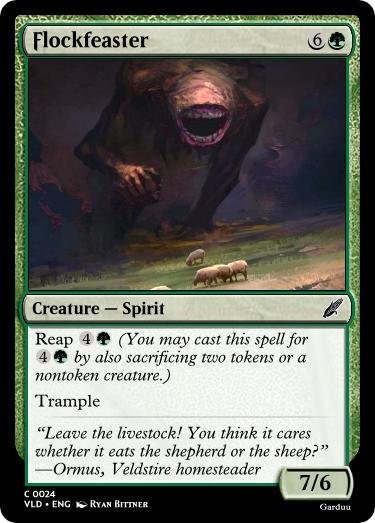 Flockfeaster 6
Creature — Spirit
Reap 4 (You may cast this spell for
4 by also sacrificing two tokens or a
nontoken creature.)
Trample
“Leave the livestock! You think it cares
whether it eats the shepherd or the sheep?”
—Ormus, Veldstire homesteader
7/6
C 0024
VLD • ENG Ryan Bittner
Garduu